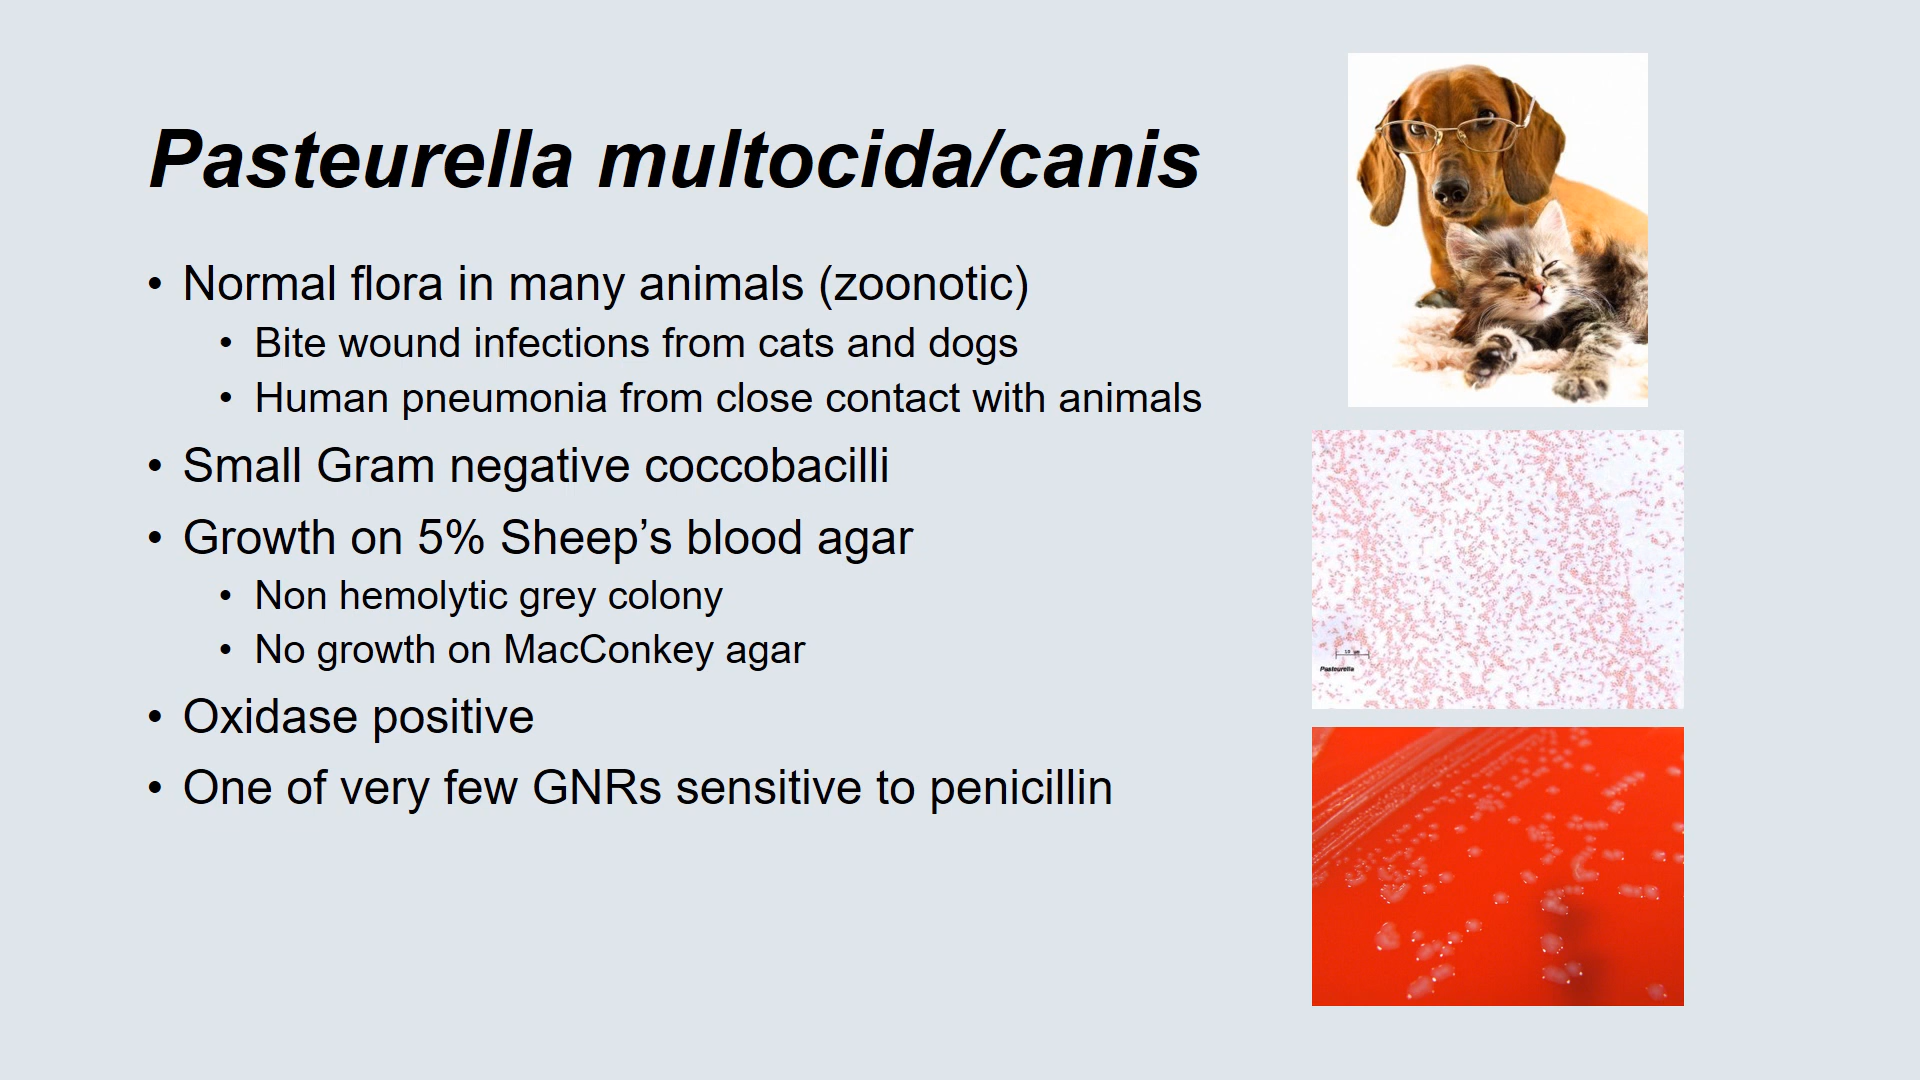 Pasteurella multocida/canis
• Normal flora in many animals (zoonotic)
• Bite wound infections from cats and dogs
• Human pneumonia from close contact with animals
• Small Gram negative coccobacilli
• Growth on 5% Sheep’s blood agar
• Non hemolytic grey colony
• No growth on MacConkey agar
• Oxidase positive
• One of very few GNRs sensitive to penicillin
Pasteurella